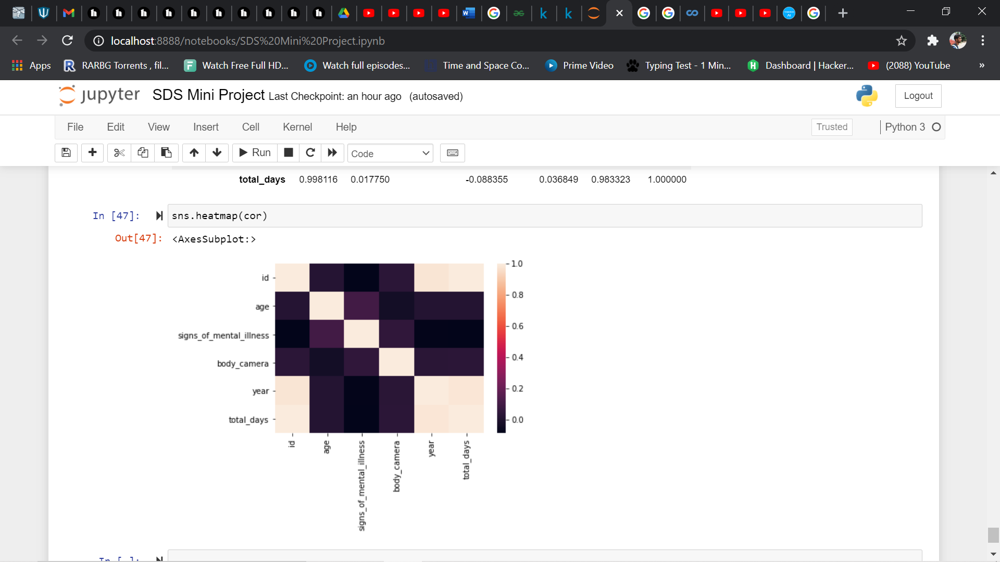 localhost:8888/notebooks/SDS%20Mini%20Project.ipynb
Apps RARBG Torrents , fil... Watch Free Full HD... Watch full episodes... Time and Space Co... Prime Video Typing Test - 1 Min... Dashboard | Hacker... (2088) YouTube »
jupyter SDS Mini Project Last Checkpoint: an hour ago (autosaved) Logout
File Edit View Insert Cell Kernel Help Trusted Python 3
Run Code
total_days 0.998116 0.017750 -0.088355 0.036849 0.983323 1.000000
In [47]: sns.heatmap(cor)
Out[47]: <AxesSubplot:>
id
age
signs_of_mental_illness
body_camera
year
total_days
1.0
0.8
0.6
0.4
0.2
0.0
id
age
signs_of_mental_illness
body_camera
year
total_days
In [ ]: